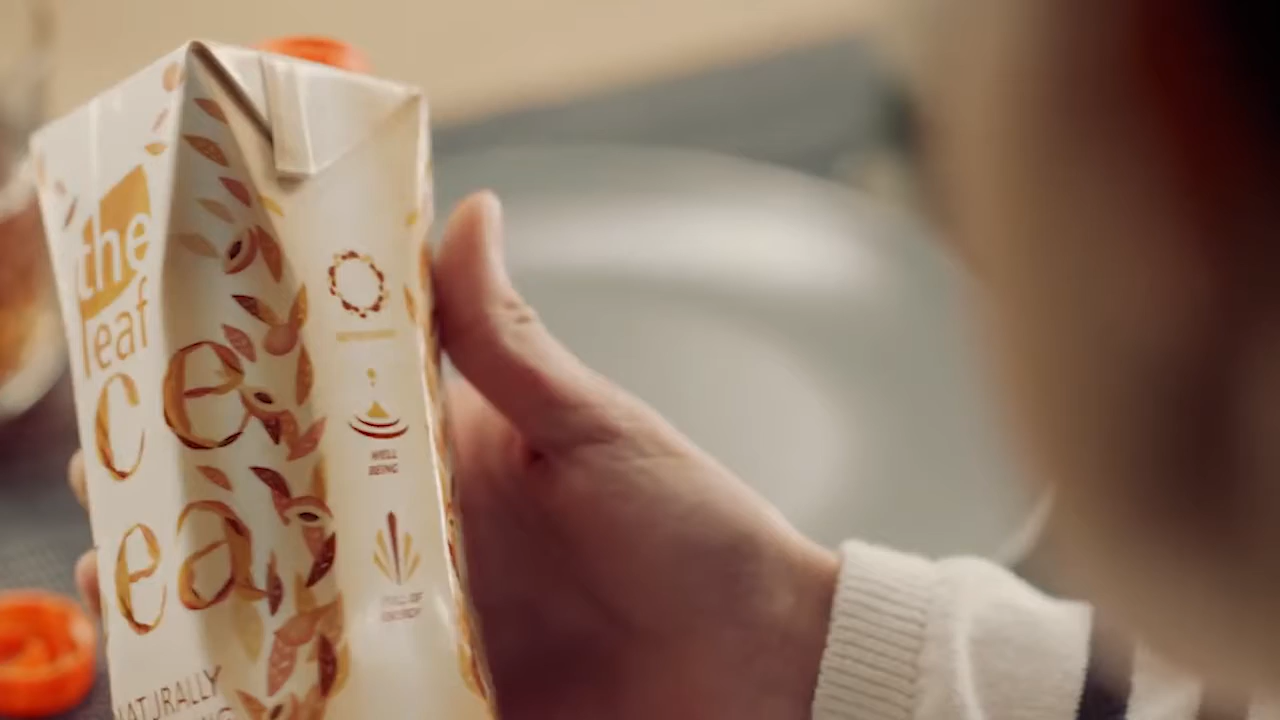 the
leaf
ce
ea
NATURALLY
WELL
BEING
FULL OF
ENERGY